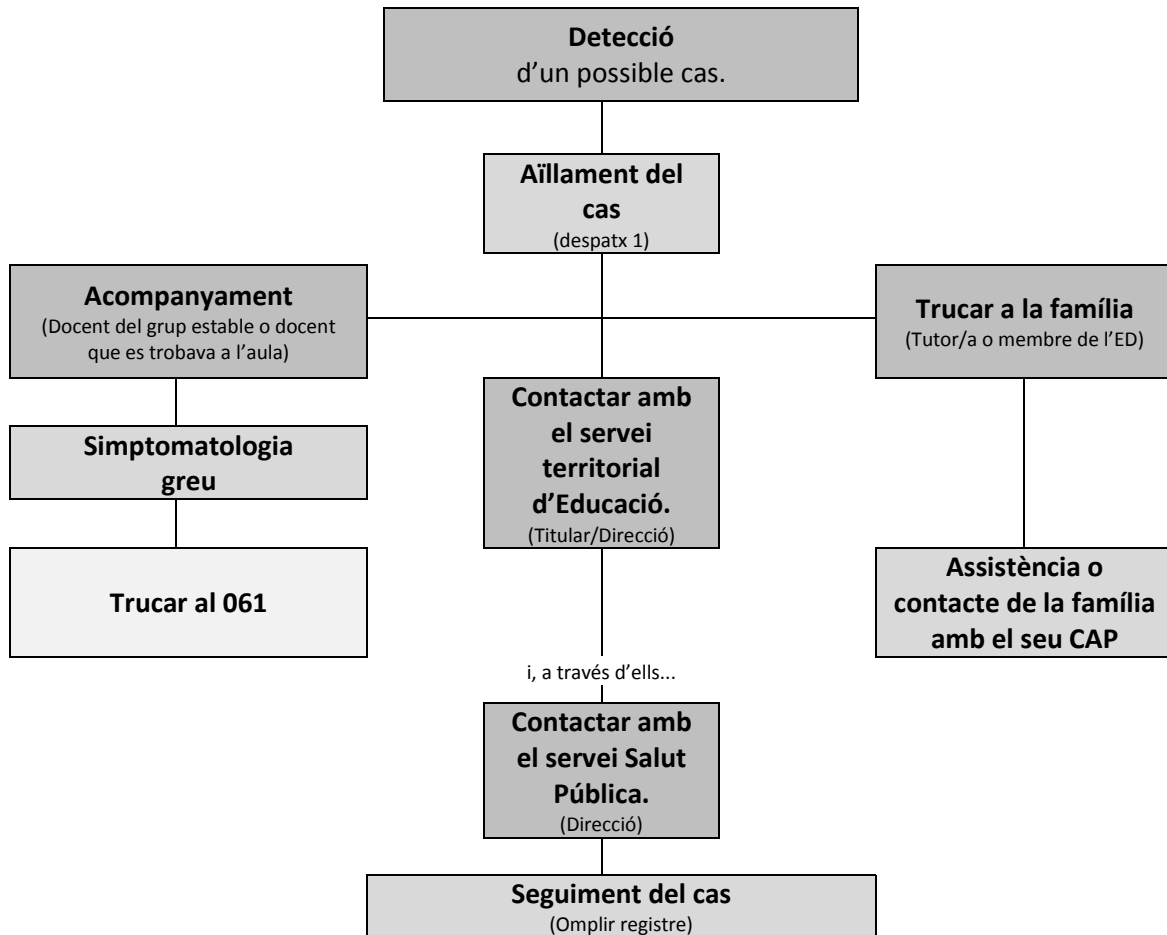 Detecció
d’un possible cas.
Aïllament del
cas
(despatx 1)
Acompanyament
(Docent del grup estable o docent
que es trobava a l’aula)
Trucar a la família
(Tutor/a o membre de l’ED)
Simptomatologia
greu
Contactar amb
el servei
territorial
d’Educació.
(Titular/Direcció)
Trucar al 061
Assistència o
contacte de la família
amb el seu CAP
i, a través d’ells...
Contactar amb
el servei Salut
Pública.
(Direcció)
Seguiment del cas
(Omplir registre)